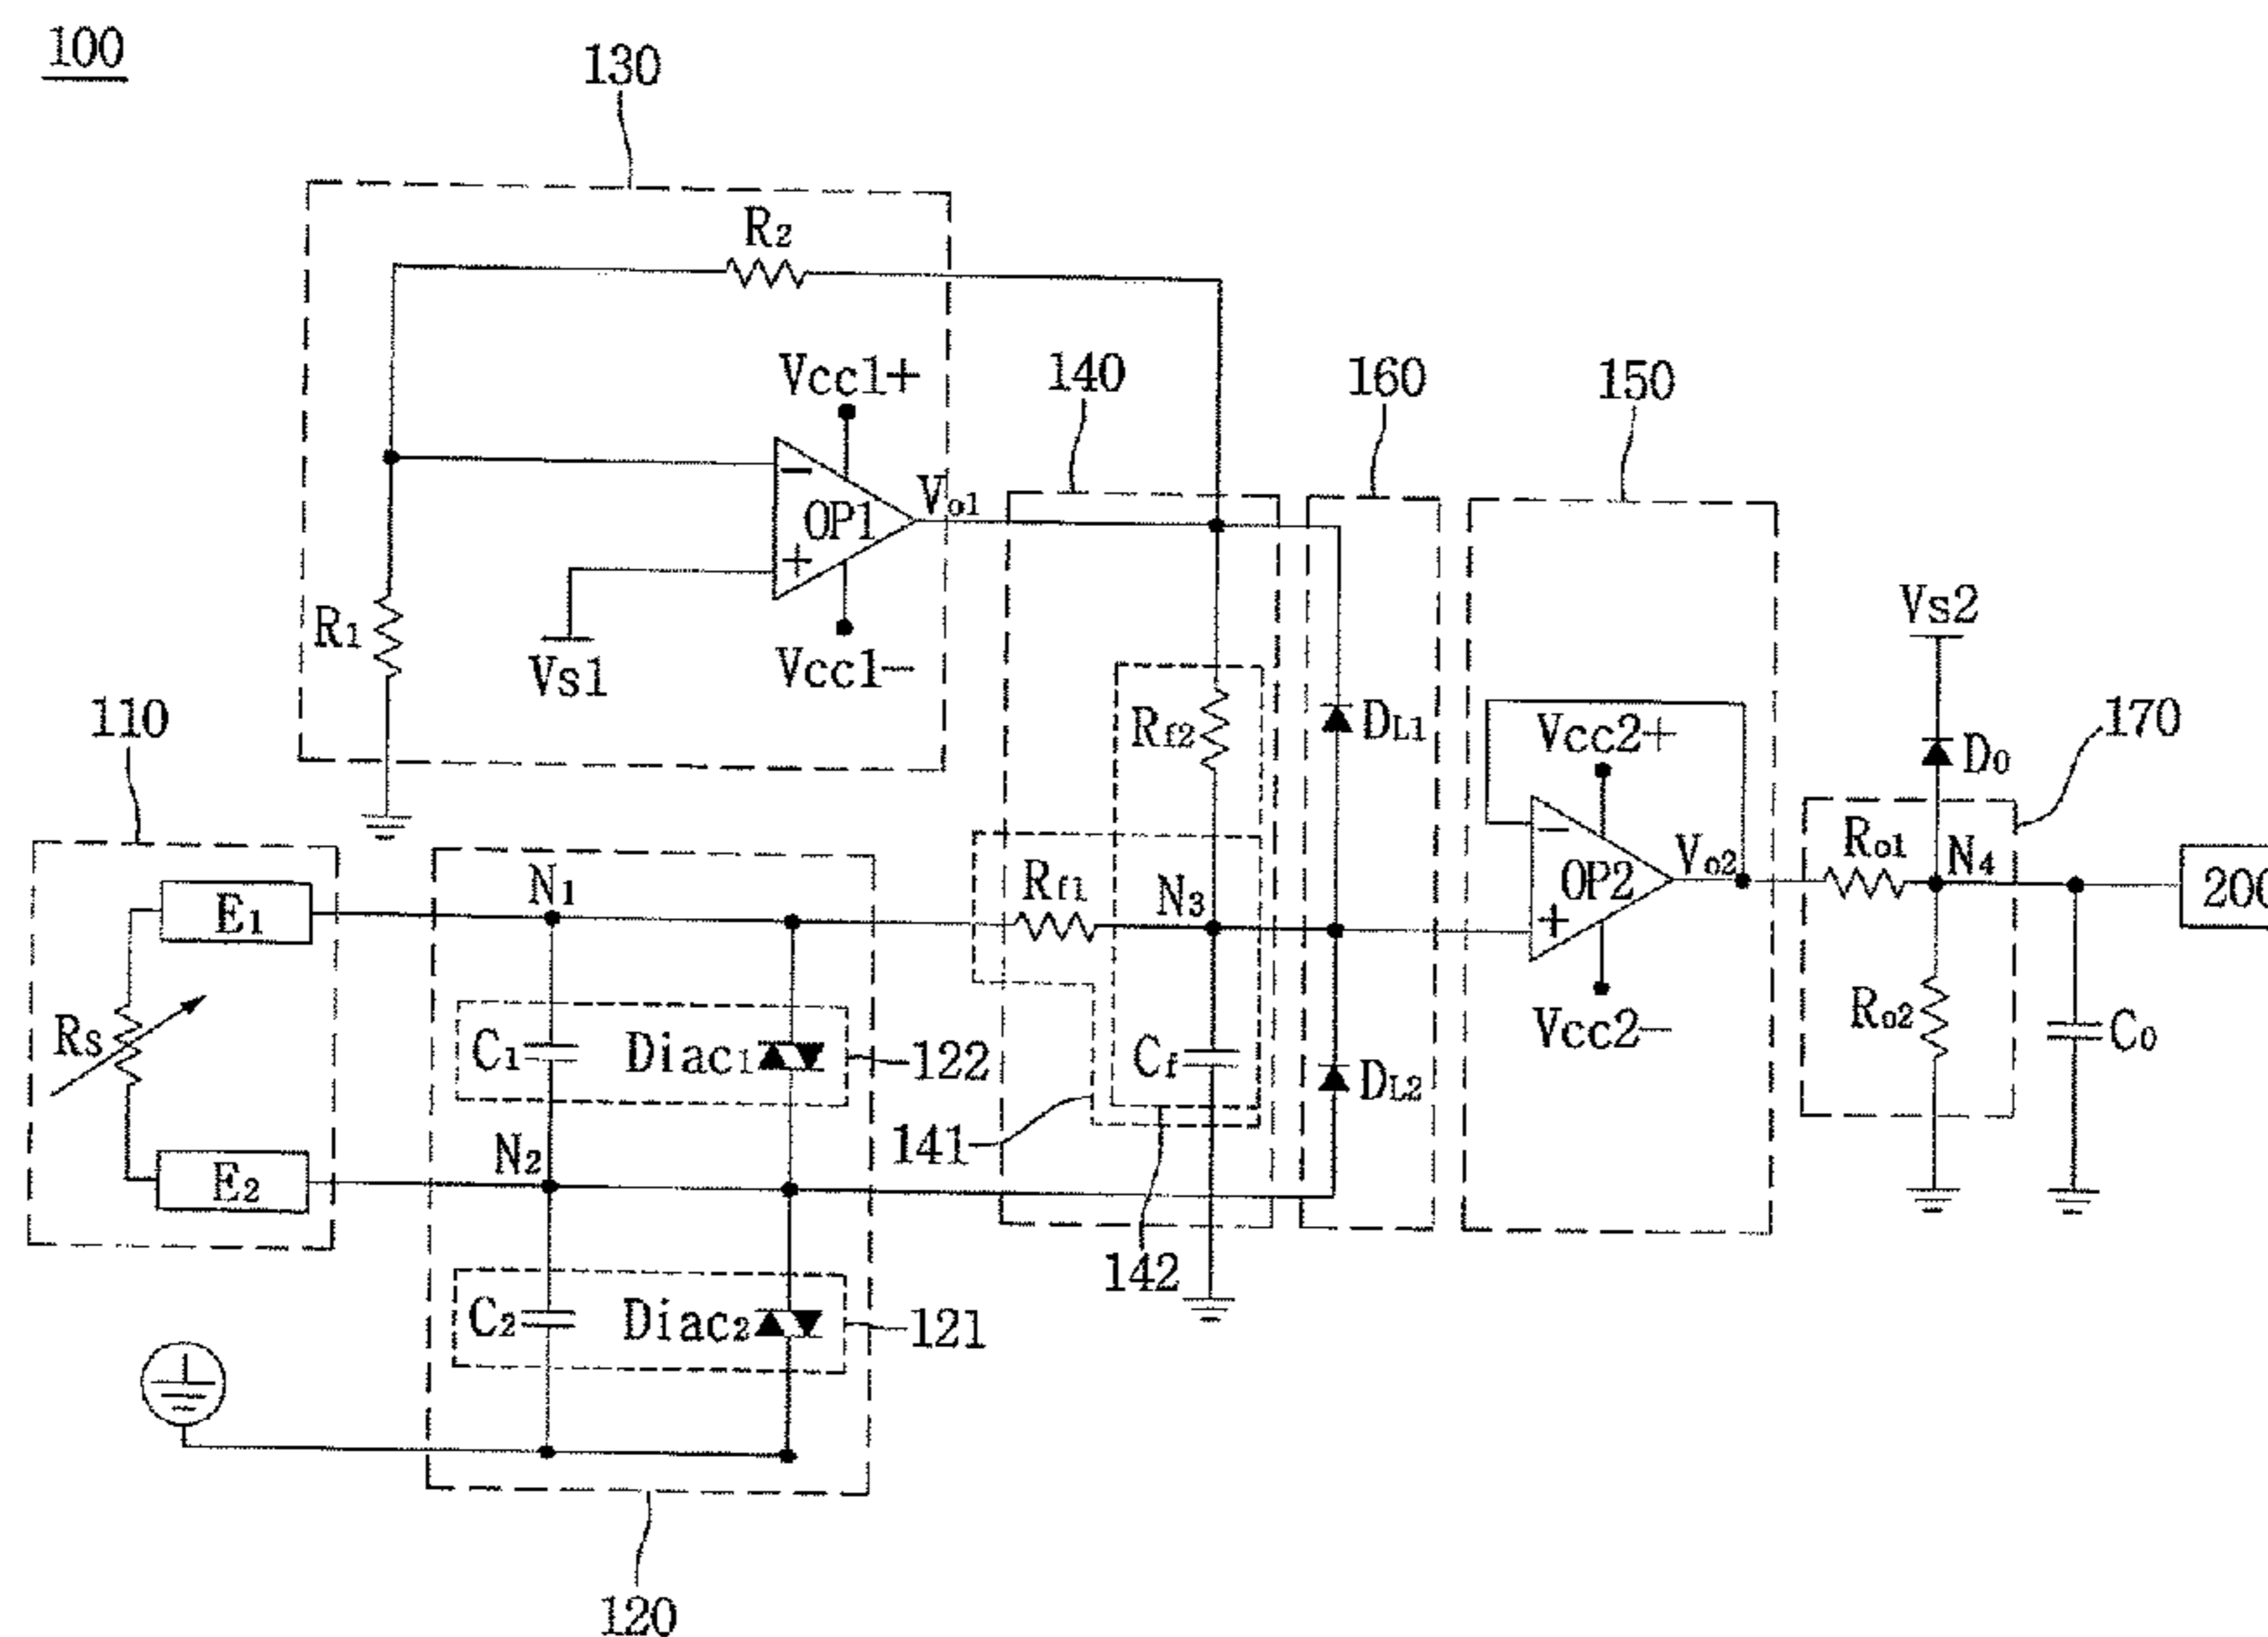 100
130
R2
Vcc1+
140
160
150
Vo1
OP1
Vs2
R1
Vs1
Vcc1-
110
Rf2
DL1
Vcc2+
D0
170
E1
N1
Rf1
N3
OP2
Vo2
Ro1
N4
200
Rs
C1
Diac1
122
Cf
DL2
Vcc2-
Ro2
C0
N2
141
E2
142
C2
Diac2
121
120